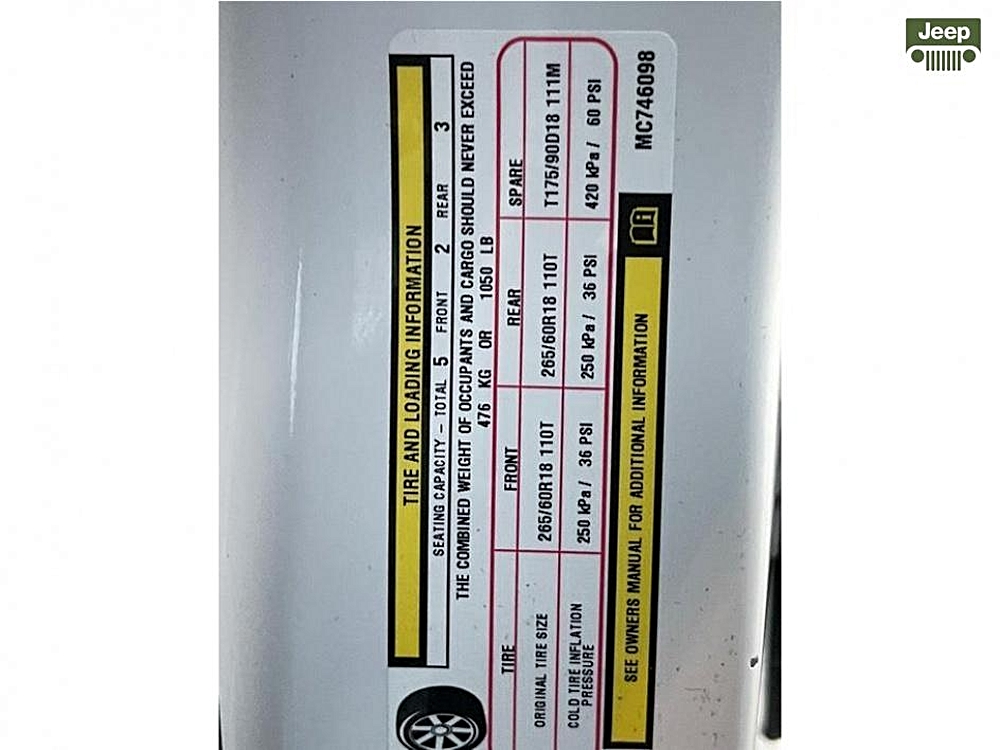 Jeep
TIRE AND LOADING INFORMATION
SEATING CAPACITY – TOTAL 5 FRONT 2 REAR 3
THE COMBINED WEIGHT OF OCCUPANTS AND CARGO SHOULD NEVER EXCEED
476 KG OR 1050 LB
TIRE FRONT REAR SPARE
ORIGINAL TIRE SIZE 265/60R18 110T 265/60R18 110T T175/90D18 111M
COLD TIRE INFLATION
PRESSURE 250 kPa / 36 PSI 250 kPa / 36 PSI 420 kPa / 60 PSI
SEE OWNERS MANUAL FOR ADDITIONAL INFORMATION
MC746098